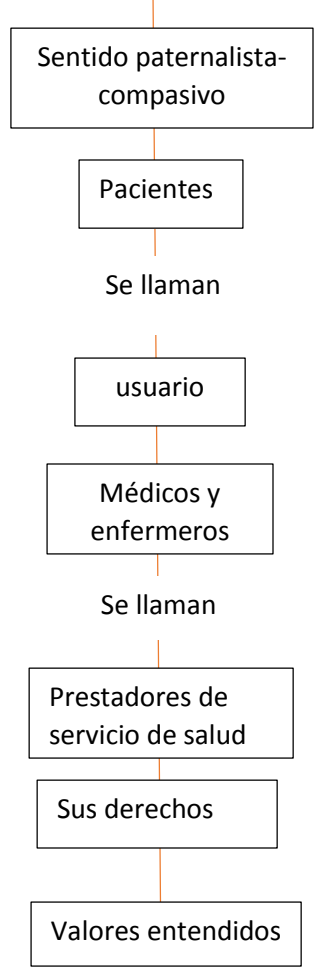 Sentido paternalista-
compasivo
Pacientes
Se llaman
usuario
Médicos y
enfermeros
Se llaman
Prestadores de
servicio de salud
Sus derechos
Valores entendidos